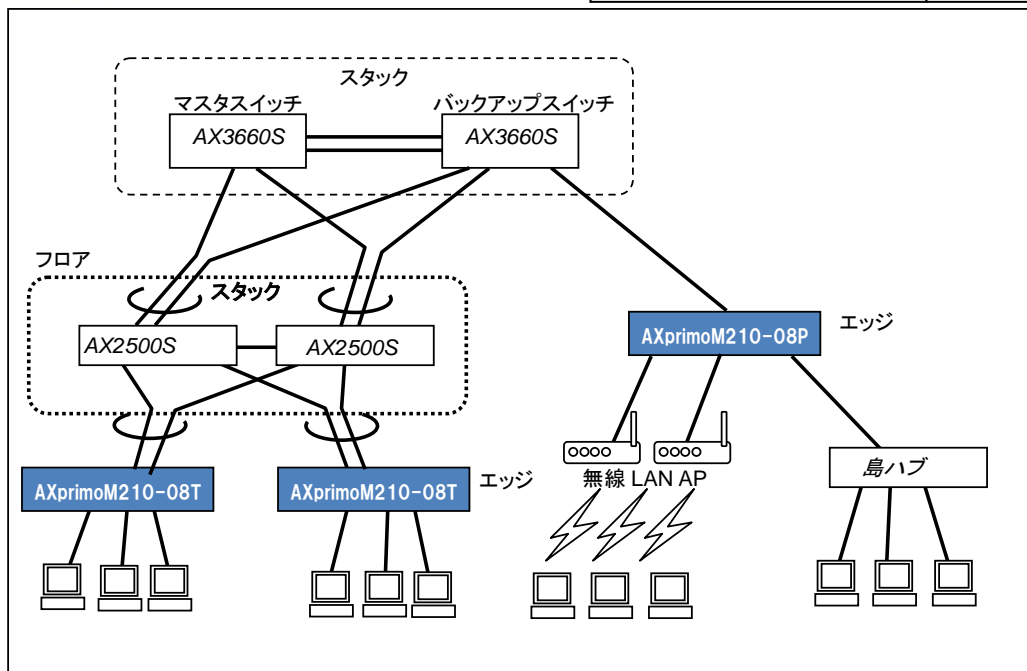 スタック
マスタスイッチ
バックアップスイッチ
AX3660S
AX3660S
フロア
スタック
AX2500S
AX2500S
AXprimoM210-08P
エッジ
AXprimoM210-08T
AXprimoM210-08T
エッジ
無線 LAN AP
島ハブ